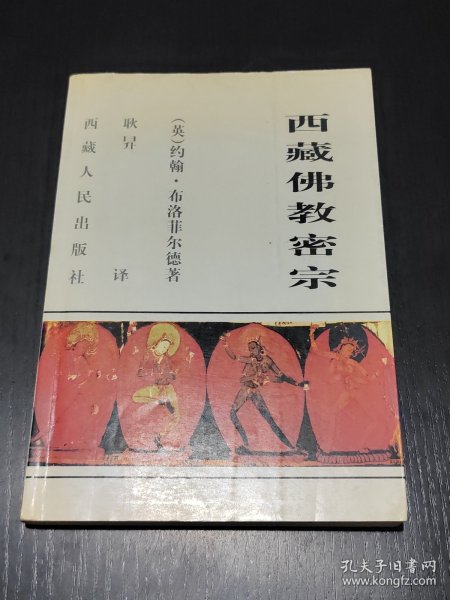 西藏佛教密宗
(英)约翰·布洛菲尔德著
耿昇 译
西藏人民出版社
孔夫子旧书网
www.kongfz.com